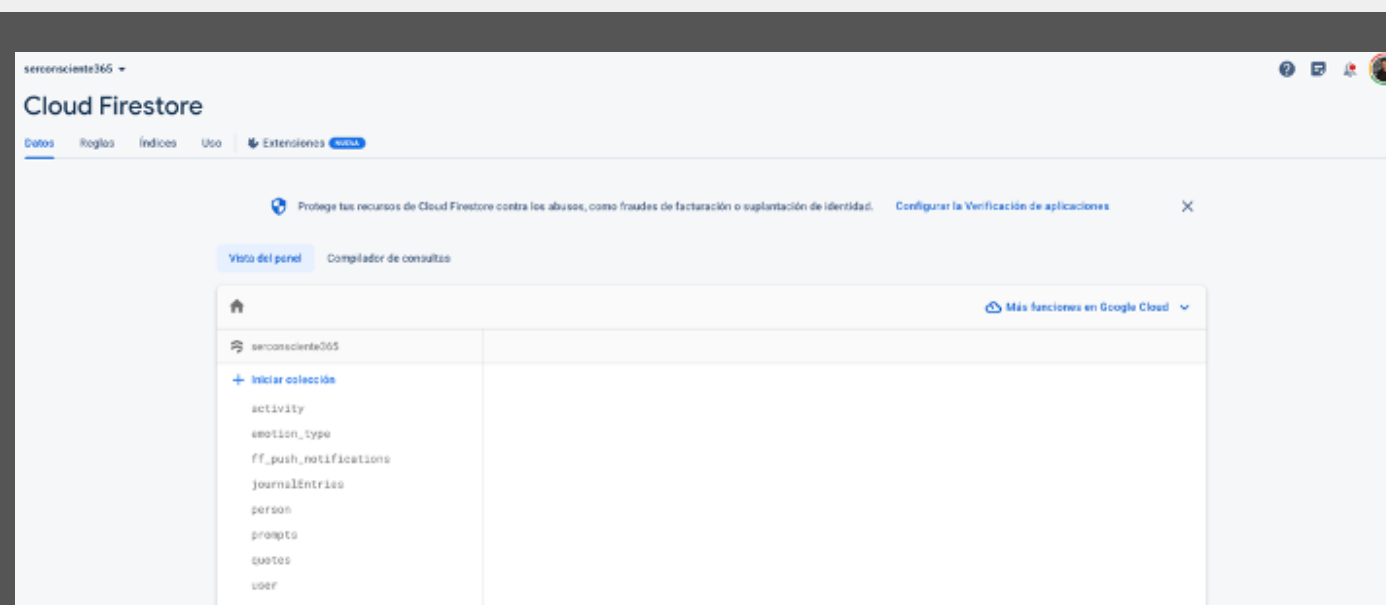 serconsciente365
Cloud Firestore
Datos Reglas Índices Uso Extensiones NUEVA
Protege tus recursos de Cloud Firestore contra los abusos, como fraudes de facturación o suplantación de identidad. Configurar la Verificación de aplicaciones
Vista del panel Compilador de consultas
Más funciones en Google Cloud
serconsciente365
+ Iniciar colección
activity
emotion_type
ff_push_notifications
journalEntries
person
prompts
quotes
user